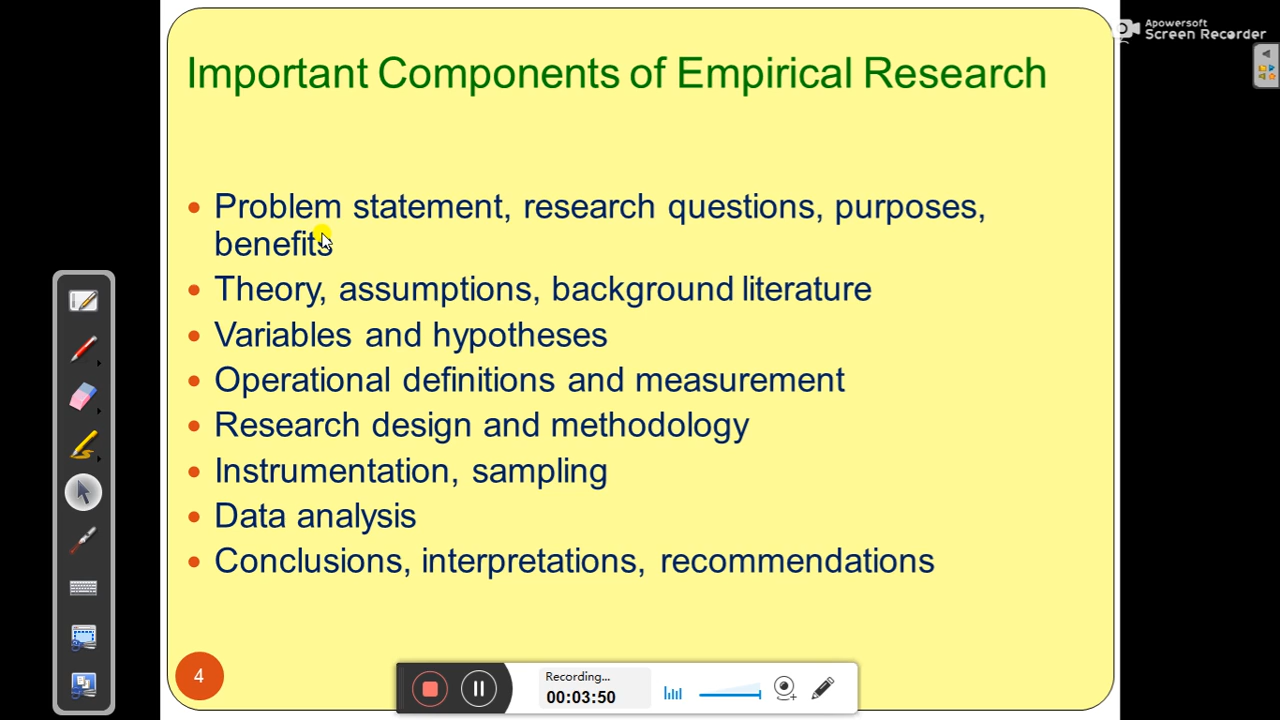 Apowersoft
Screen Recorder
Important Components of Empirical Research
• Problem statement, research questions, purposes,
benefits
• Theory, assumptions, background literature
• Variables and hypotheses
• Operational definitions and measurement
• Research design and methodology
• Instrumentation, sampling
• Data analysis
• Conclusions, interpretations, recommendations
4
Recording...
00:03:50